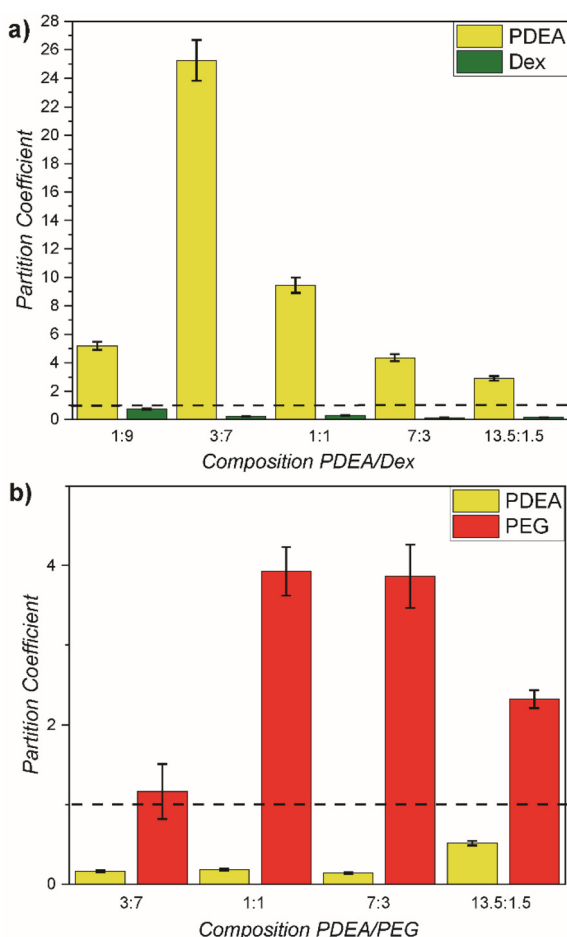 a)
PDEA
Dex
Partition Coefficient
28
26
24
22
20
18
16
14
12
10
8
6
4
2
1
0
1:9 3:7 1:1 7:3 13.5:1.5
Composition PDEA/Dex
b)
PDEA
PEG
Partition Coefficient
4
2
0
3:7 1:1 7:3 13.5:1.5
Composition PDEA/PEG